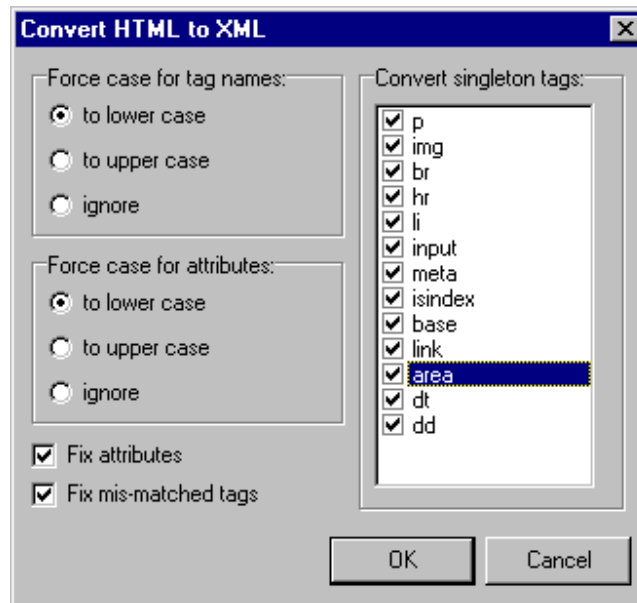 Convert HTML to XML
Force case for tag names:
to lower case
to upper case
ignore
Force case for attributes:
to lower case
to upper case
ignore
Fix attributes
Fix mis-matched tags
Convert singleton tags:
p
img
br
hr
li
input
meta
isindex
base
link
area
dt
dd
OK
Cancel